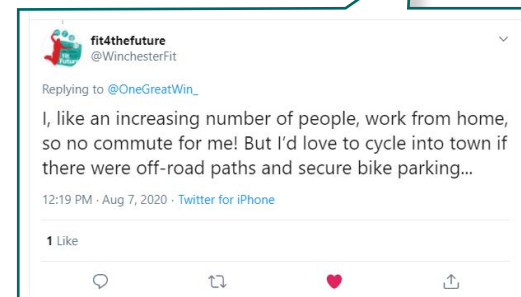 fit4thefuture
@WinchesterFit
Replying to @OneGreatWin_
I, like an increasing number of people, work from home,
so no commute for me! But I'd love to cycle into town if
there were off-road paths and secure bike parking...
12:19 PM · Aug 7, 2020 · Twitter for iPhone
1 Like